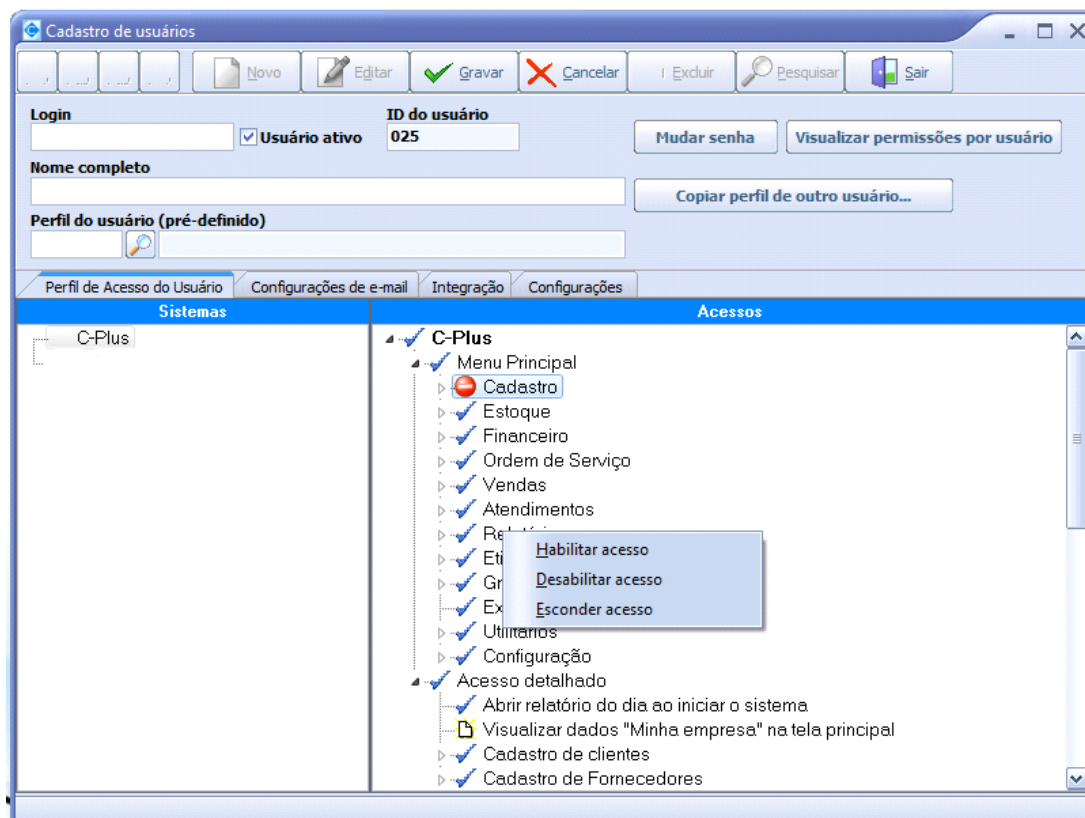 Cadastro de usuários
Novo Editar Gravar Cancelar Excluir Pesquisar Sair
Login ID do usuário
Usuário ativo 025 Mudar senha Visualizar permissões por usuário
Nome completo
Copiar perfil de outro usuário...
Perfil do usuário (pré-definido)
Perfil de Acesso do Usuário Configurações de e-mail Integração Configurações
Sistemas Acessos
C-Plus C-Plus
Menu Principal
Cadastro
Estoque
Financeiro
Ordem de Serviço
Vendas
Atendimentos
Habilitar acesso
Desabilitar acesso
Esconder acesso
Utilitários
Configuração
Acesso detalhado
Abrir relatório do dia ao iniciar o sistema
Visualizar dados "Minha empresa" na tela principal
Cadastro de clientes
Cadastro de Fornecedores